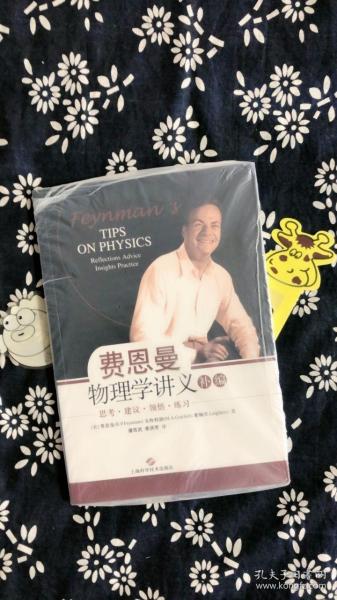 Feynman's
TIPS
ON PHYSICS
Reflections Advice
Insights Practice
费恩曼
物理学讲义 补编
思考·建议·领悟·练习
上海科学技术出版社
孔夫子旧书网